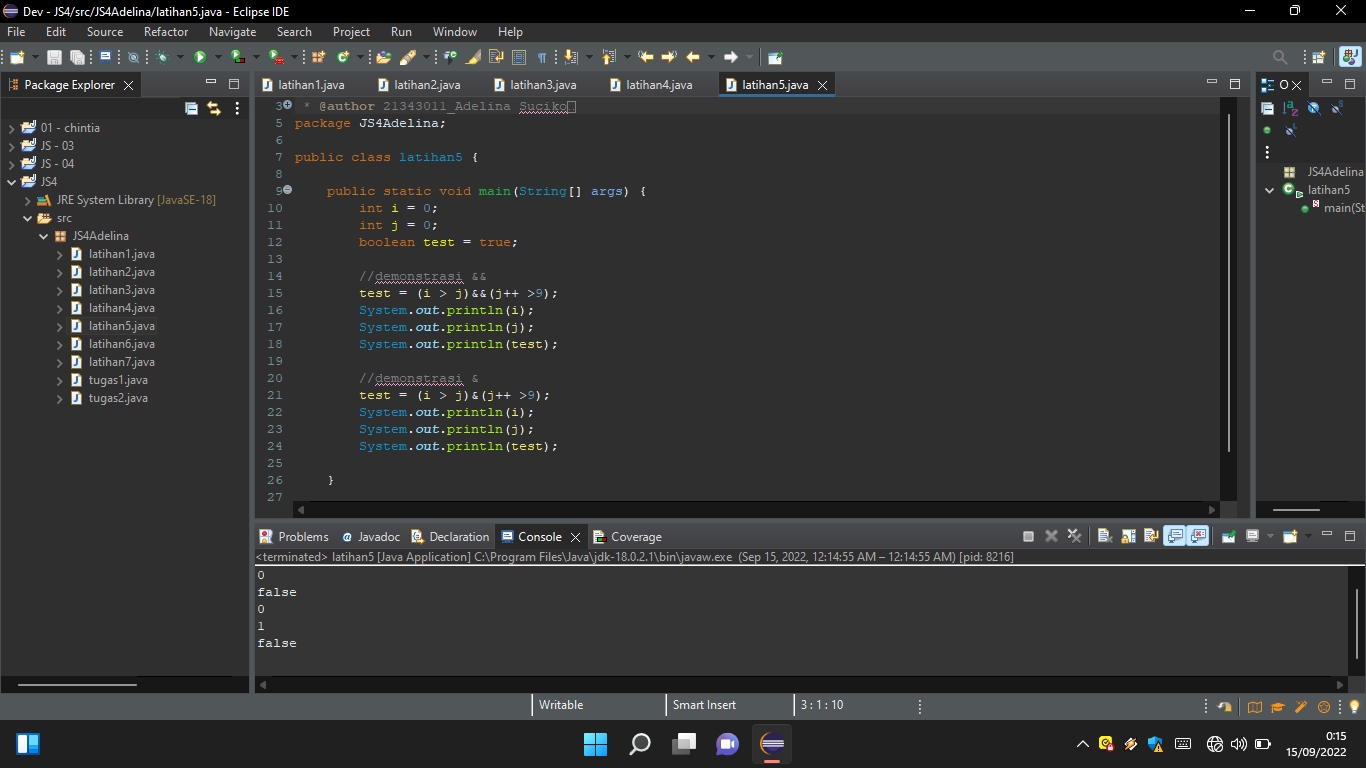 Dev - JS4/src/JS4Adelina/latihan5.java - Eclipse IDE
File Edit Source Refactor Navigate Search Project Run Window Help
Package Explorer
latihan1.java latihan2.java latihan3.java latihan4.java latihan5.java
O
01 - chintia
JS - 03
JS - 04
JS4
JRE System Library [JavaSE-18]
src
JS4Adelina
latihan1.java
latihan2.java
latihan3.java
latihan4.java
latihan5.java
latihan6.java
latihan7.java
tugas1.java
tugas2.java
3 * @author 21343011_Adelina Suciko
5 package JS4Adelina;
6
7 public class latihan5 {
8
9 public static void main(String[] args) {
10 int i = 0;
11 int j = 0;
12 boolean test = true;
13
14 //demonstrasi &&
15 test = (i > j)&&(j++ >9);
16 System.out.println(i);
17 System.out.println(j);
18 System.out.println(test);
19
20 //demonstrasi &
21 test = (i > j)&(j++ >9);
22 System.out.println(i);
23 System.out.println(j);
24 System.out.println(test);
25
26 }
27
JS4Adelina
latihan5
main(St
Problems Javadoc Declaration Console Coverage
<terminated> latihan5 [Java Application] C:\Program Files\Java\jdk-18.0.2.1\bin\javaw.exe (Sep 15, 2022, 12:14:55 AM – 12:14:55 AM) [pid: 8216]
0
false
0
1
false
Writable Smart Insert 3 : 1 : 10
0:15
15/09/2022